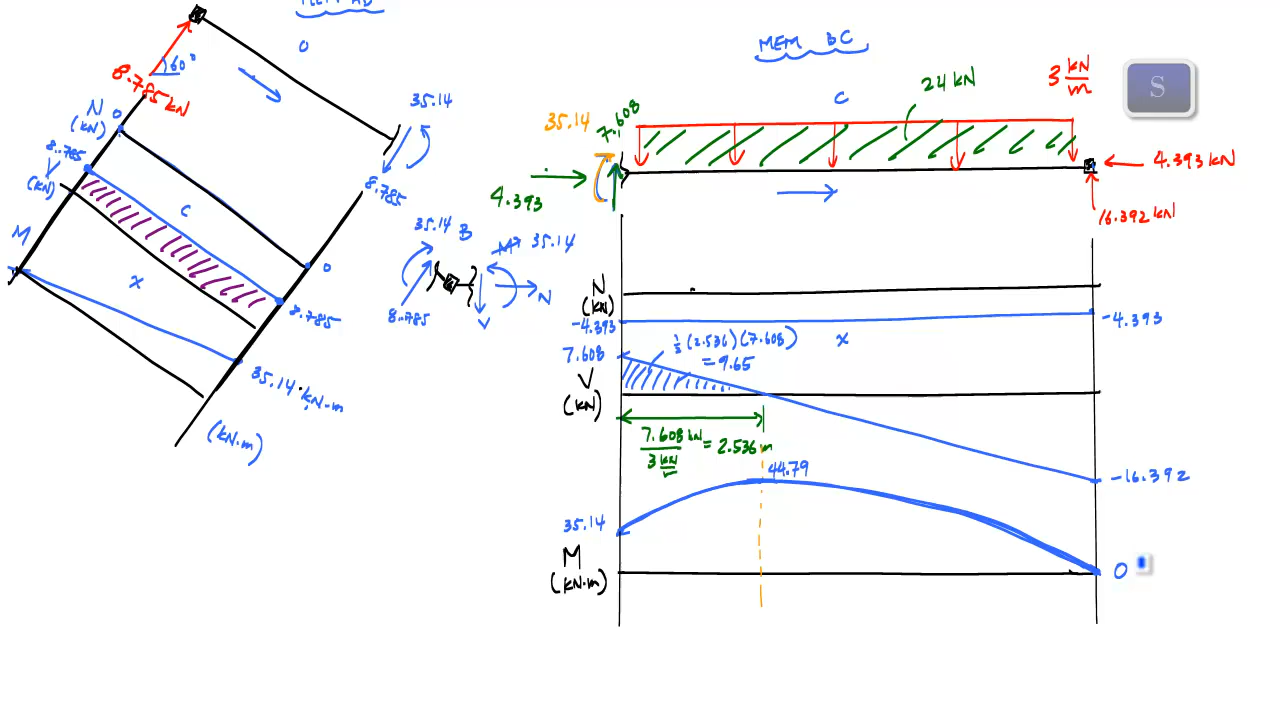 MEM AB
60°
8.785 kN
0
35.14
8.785
N
(kN)
0
0
8.785
V
(kN)
C
8.785
M
x
35.14 kN·m
(kN·m)
35.14 B
M 35.14
8.785
V
N
MEM BC
3 kN/m
24 kN
C
S
35.14
7.608
4.393
4.393 kN
16.392 kN
N
(kN)
-4.393
-4.393
x
7.608
½(2.536)(7.608)
= 9.65
V
(kN)
7.608 kN / 3 kN/m = 2.536 m
-16.392
44.79
35.14
M
(kN·m)
0